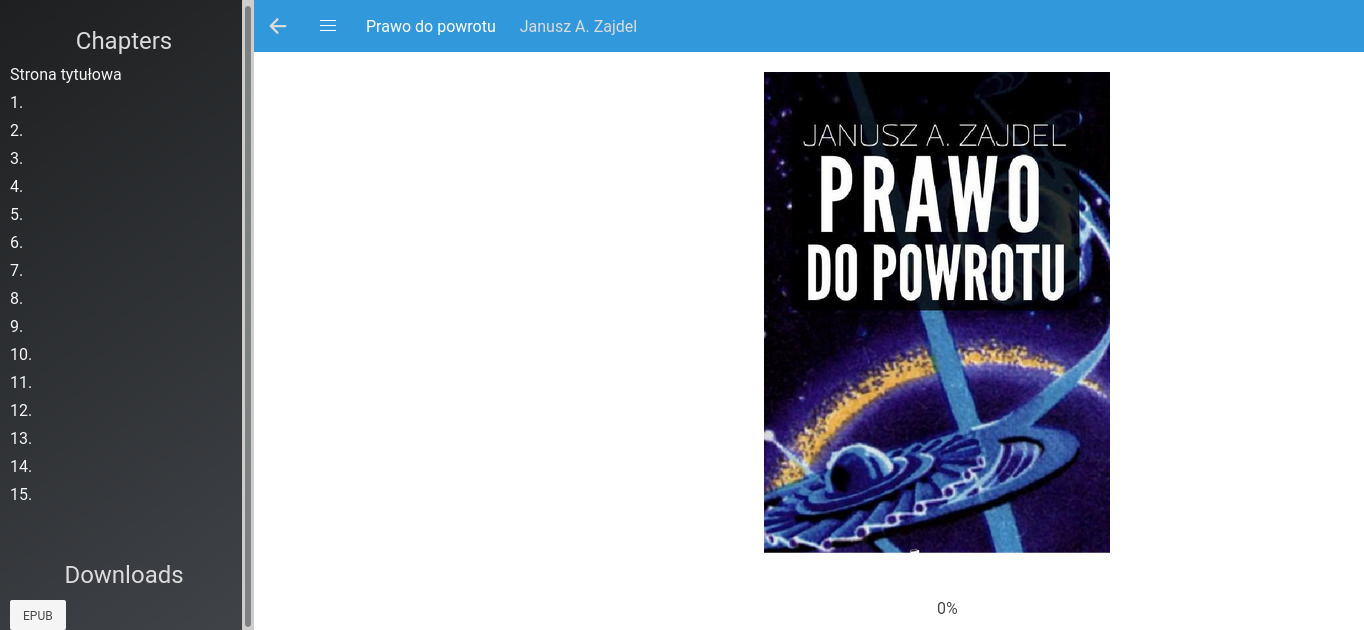 Chapters
Strona tytułowa
1.
2.
3.
4.
5.
6.
7.
8.
9.
10.
11.
12.
13.
14.
15.
Downloads
EPUB
Prawo do powrotu Janusz A. Zajdel
JANUSZ A. ZAJDEL
PRAWO
DO POWROTU
0%